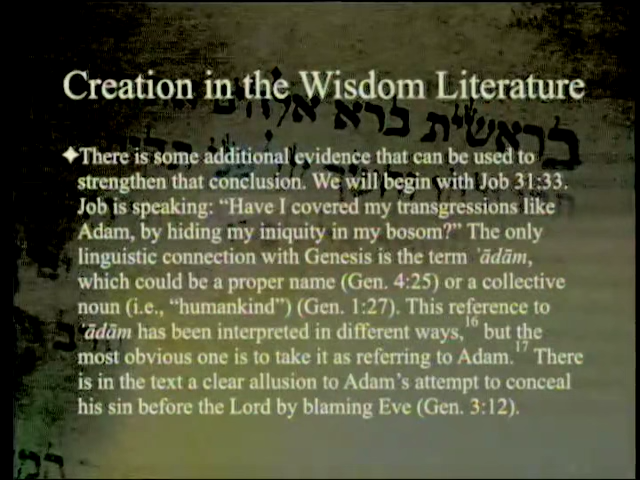 Creation in the Wisdom Literature
בראשית ברא אלהים
✦There is some additional evidence that can be used to
strengthen that conclusion. We will begin with Job 31:33.
Job is speaking: “Have I covered my transgressions like
Adam, by hiding my iniquity in my bosom?” The only
linguistic connection with Genesis is the term ʾādām,
which could be a proper name (Gen. 4:25) or a collective
noun (i.e., “humankind”) (Gen. 1:27). This reference to
ʾādām has been interpreted in different ways,16 but the
most obvious one is to take it as referring to Adam.17 There
is in the text a clear allusion to Adam’s attempt to conceal
his sin before the Lord by blaming Eve (Gen. 3:12).